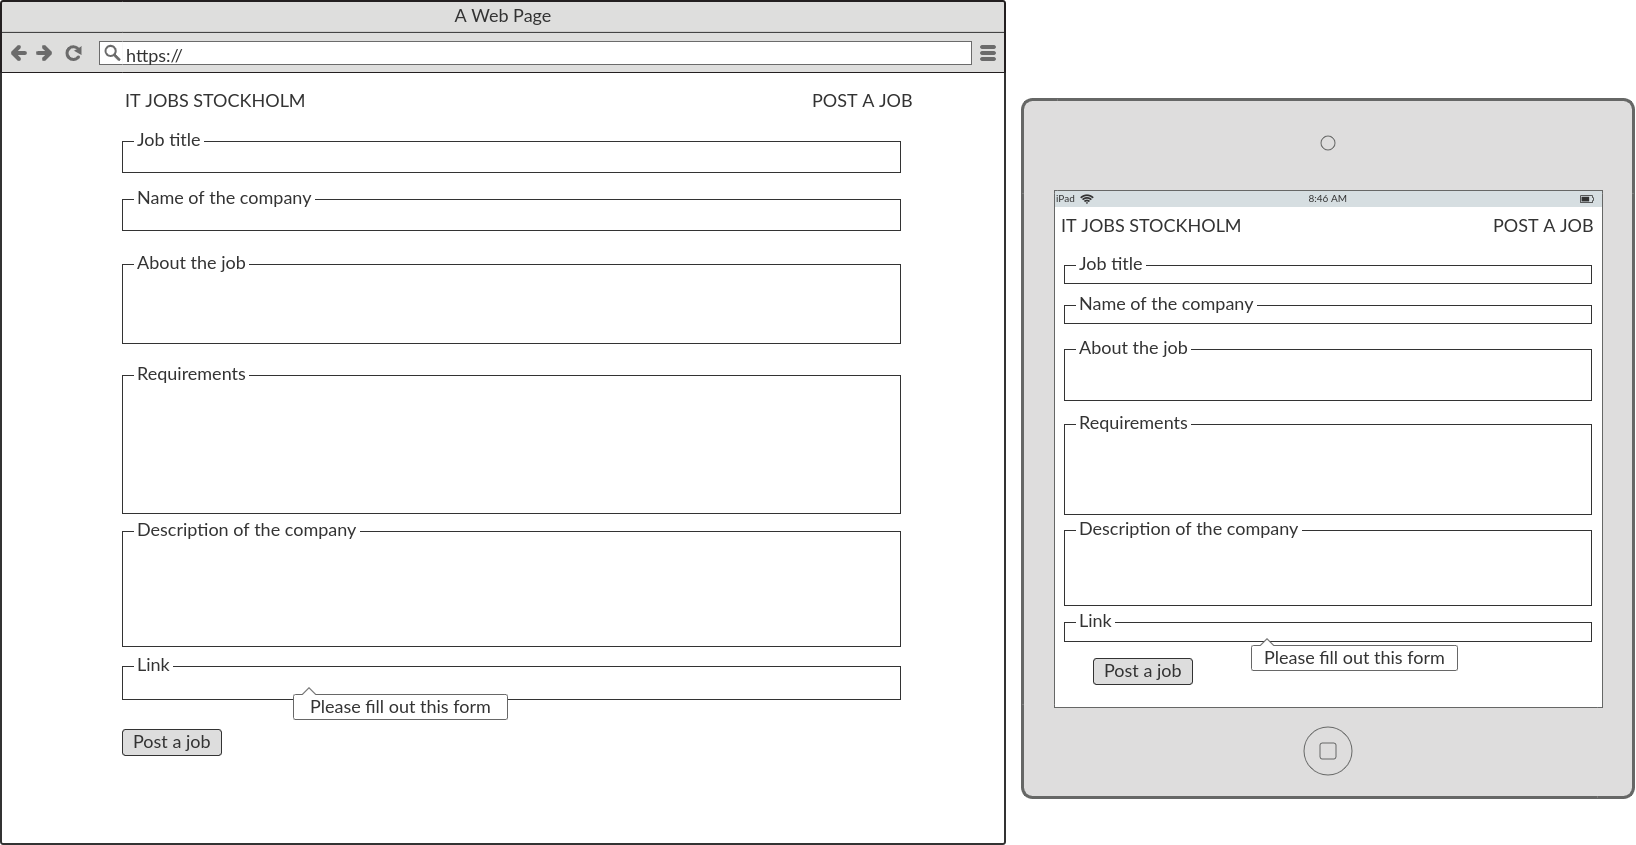 A Web Page
https://
IT JOBS STOCKHOLM
POST A JOB
Job title
Name of the company
About the job
Requirements
Description of the company
Link
Please fill out this form
Post a job
iPad
8:46 AM
IT JOBS STOCKHOLM
POST A JOB
Job title
Name of the company
About the job
Requirements
Description of the company
Link
Please fill out this form
Post a job